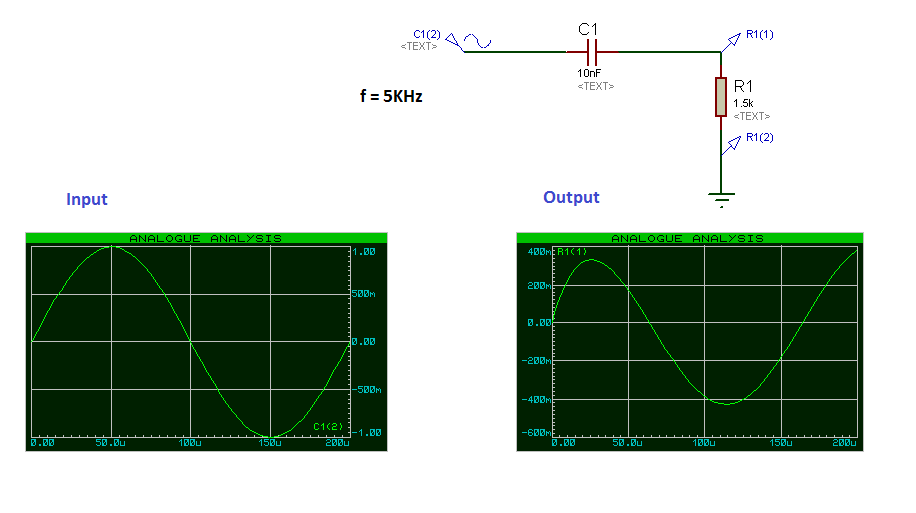 C1(2)
<TEXT>
C1
10nF
<TEXT>
R1(1)
R1
1.5k
<TEXT>
R1(2)
f = 5KHz
Input
Output
ANALOGUE ANALYSIS
1.00
500m
0.00
-500m
C1(2)
-1.00
0.00 50.0u 100u 150u 200u
ANALOGUE ANALYSIS
400m R1(1)
200m
0.00
-200m
-400m
-600m
0.00 50.0u 100u 150u 200u